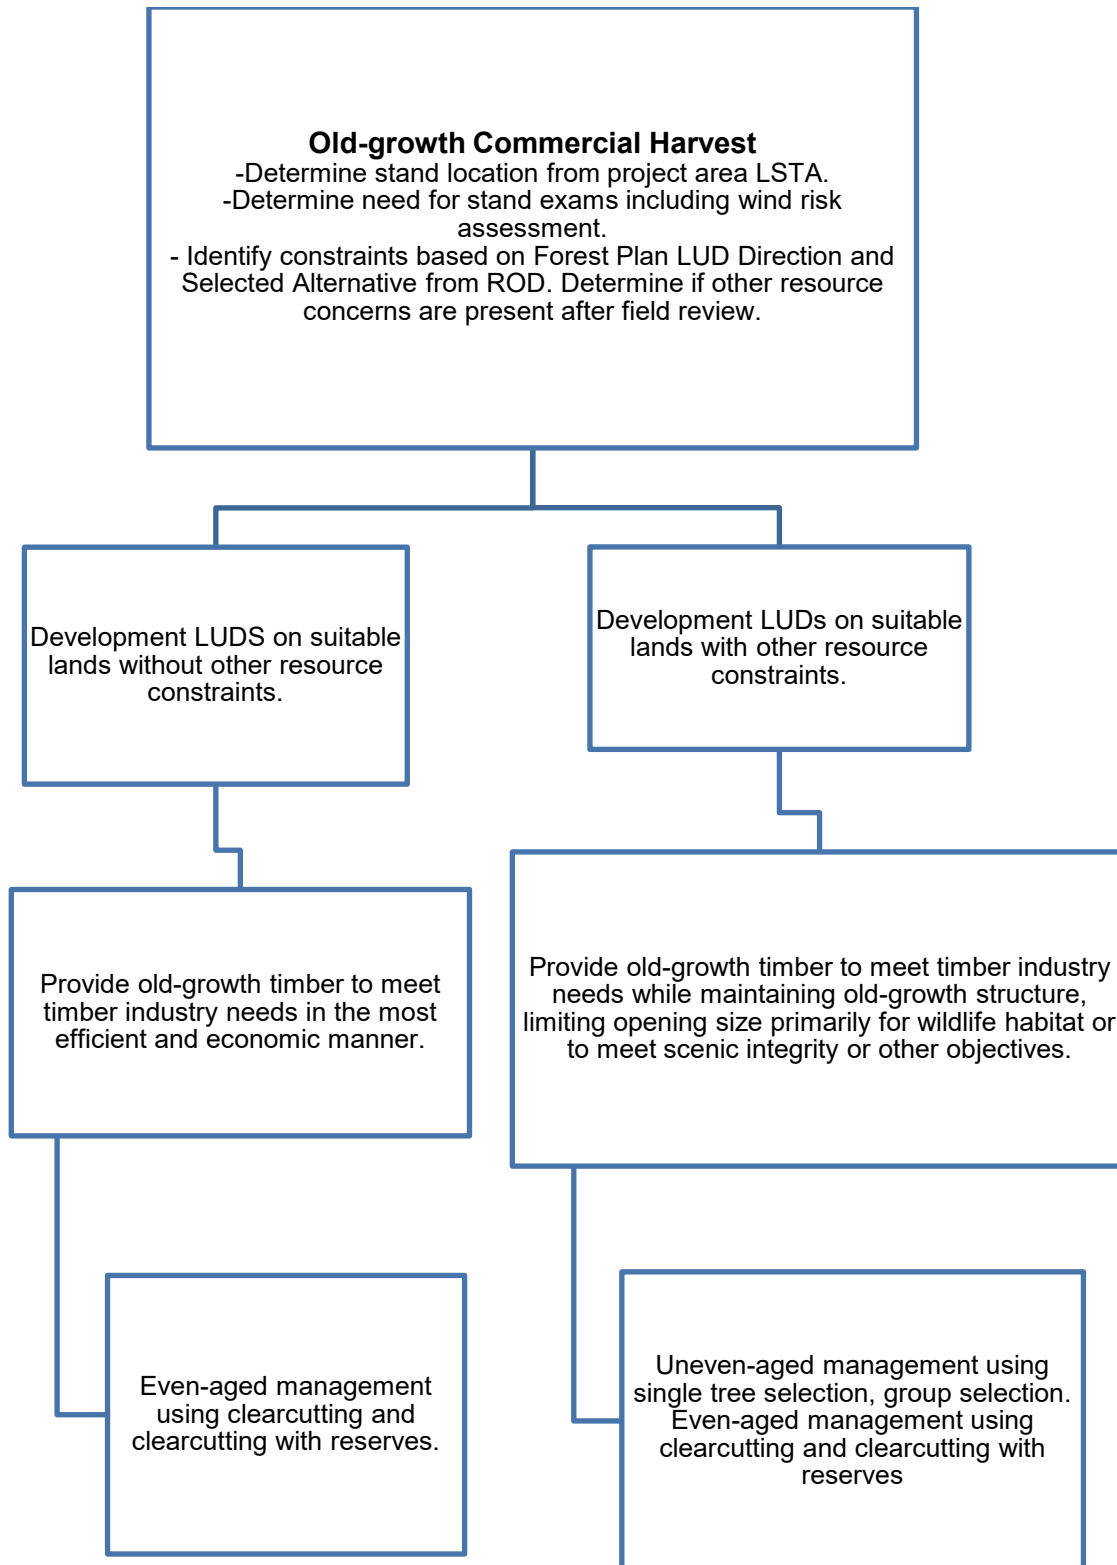 Old-growth Commercial Harvest
-Determine stand location from project area LSTA.
-Determine need for stand exams including wind risk
assessment.
- Identify constraints based on Forest Plan LUD Direction and
Selected Alternative from ROD. Determine if other resource
concerns are present after field review.
Development LUDS on suitable
lands without other resource
constraints.
Development LUDs on suitable
lands with other resource
constraints.
Provide old-growth timber to meet
timber industry needs in the most
efficient and economic manner.
Provide old-growth timber to meet timber industry
needs while maintaining old-growth structure,
limiting opening size primarily for wildlife habitat or
to meet scenic integrity or other objectives.
Even-aged management
using clearcutting and
clearcutting with reserves.
Uneven-aged management using
single tree selection, group selection.
Even-aged management using
clearcutting and clearcutting with
reserves